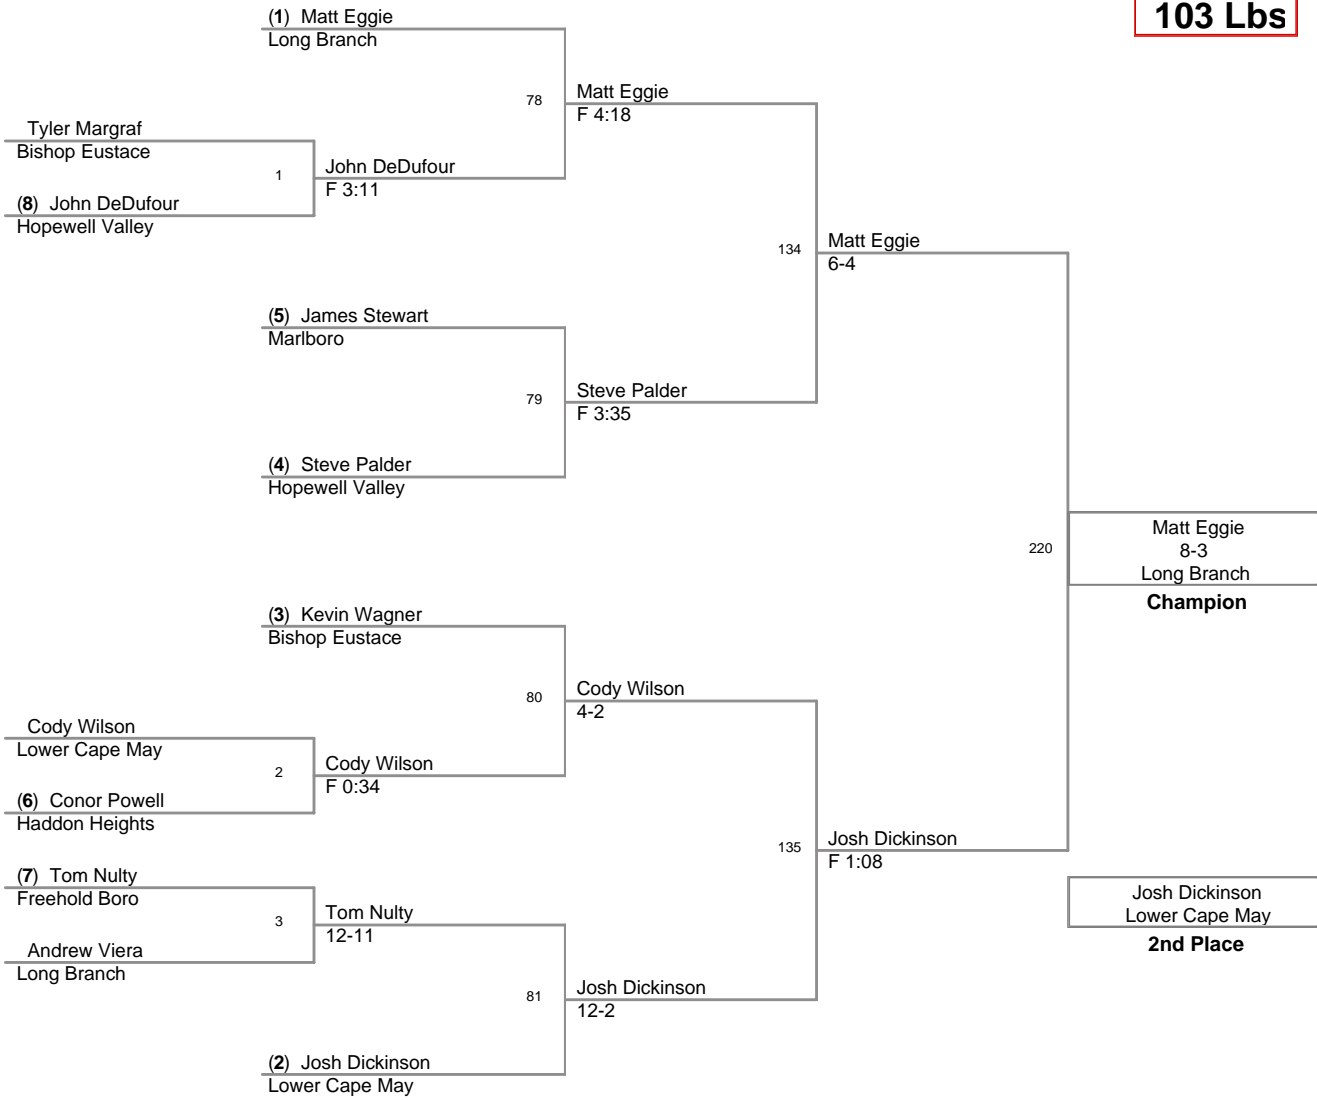 103 Lbs
(1) Matt Eggie
Long Branch
78
Matt Eggie
F 4:18
Tyler Margraf
Bishop Eustace
1
John DeDufour
F 3:11
(8) John DeDufour
Hopewell Valley
134
Matt Eggie
6-4
(5) James Stewart
Marlboro
79
Steve Palder
F 3:35
(4) Steve Palder
Hopewell Valley
220
Matt Eggie
8-3
Long Branch
Champion
(3) Kevin Wagner
Bishop Eustace
80
Cody Wilson
4-2
Cody Wilson
Lower Cape May
2
Cody Wilson
F 0:34
(6) Conor Powell
Haddon Heights
135
Josh Dickinson
F 1:08
(7) Tom Nulty
Freehold Boro
3
Tom Nulty
12-11
Andrew Viera
Long Branch
81
Josh Dickinson
12-2
(2) Josh Dickinson
Lower Cape May
Josh Dickinson
Lower Cape May
2nd Place